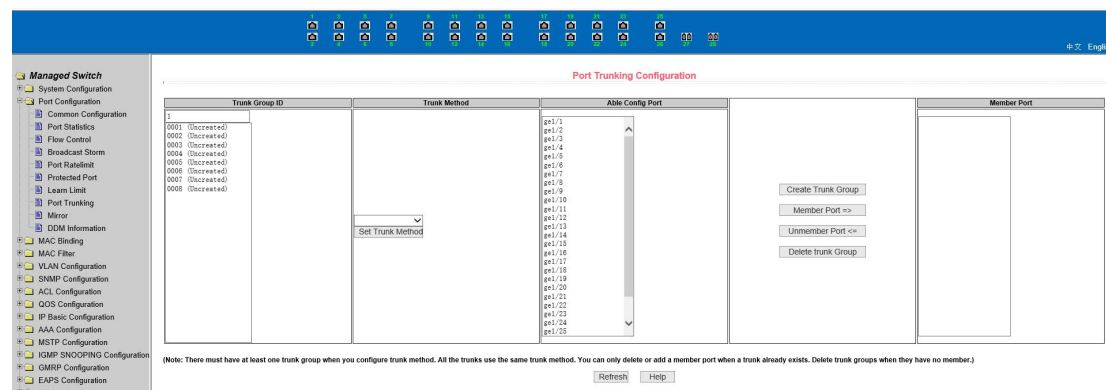 1 3 5 7 9 11 13 15 17 19 21 23 25
2 4 6 8 10 12 14 16 18 20 22 24 26 27 28
中文 Engli
Managed Switch
System Configuration
Port Configuration
Common Configuration
Port Statistics
Flow Control
Broadcast Storm
Port Ratelimit
Protected Port
Learn Limit
Port Trunking
Mirror
DDM Information
MAC Binding
MAC Filter
VLAN Configuration
SNMP Configuration
ACL Configuration
QOS Configuration
IP Basic Configuration
AAA Configuration
MSTP Configuration
IGMP SNOOPING Configuration
GMRP Configuration
EAPS Configuration
Port Trunking Configuration
Trunk Group ID
1
0001 (Uncreated)
0002 (Uncreated)
0003 (Uncreated)
0004 (Uncreated)
0005 (Uncreated)
0006 (Uncreated)
0007 (Uncreated)
0008 (Uncreated)
Trunk Method
Set Trunk Method
Able Config Port
ge1/1
ge1/2
ge1/3
ge1/4
ge1/5
ge1/6
ge1/7
ge1/8
ge1/9
ge1/10
ge1/11
ge1/12
ge1/13
ge1/14
ge1/15
ge1/16
ge1/17
ge1/18
ge1/19
ge1/20
ge1/21
ge1/22
ge1/23
ge1/24
ge1/25
Create Trunk Group
Member Port =>
Unmember Port <=
Delete trunk Group
Member Port
(Note: There must have at least one trunk group when you configure trunk method. All the trunks use the same trunk method. You can only delete or add a member port when a trunk already exists. Delete trunk groups when they have no member.)
Refresh Help